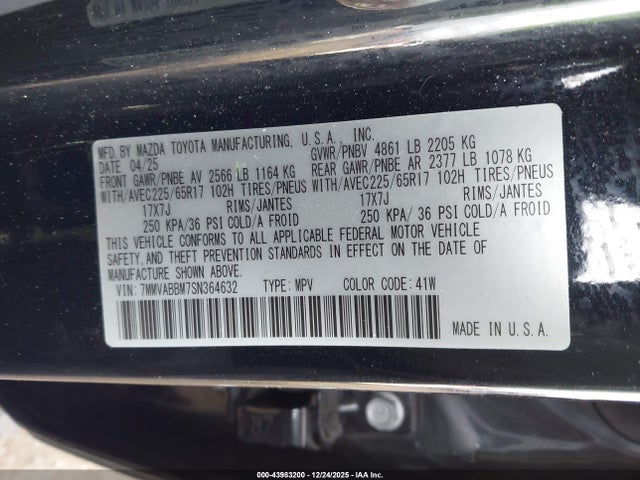 MFD. BY MAZDA TOYOTA MANUFACTURING, U.S.A. INC.
DATE 04/25 GVWR/PNBV 4861 LB 2205 KG
FRONT GAWR/PNBE AV 2566 LB 1164 KG REAR GAWR/PNBE AR 2377 LB 1078 KG
WITH/AVEC225/65R17 102H TIRES/PNEUS WITH/AVEC225/65R17 102H TIRES/PNEUS
17X7J RIMS/JANTES 17X7J RIMS/JANTES
250 KPA/36 PSI COLD/A FROID 250 KPA/ 36 PSI COLD/A FROID
THIS VEHICLE CONFORMS TO ALL APPLICABLE FEDERAL MOTOR VEHICLE
SAFETY, AND THEFT PREVENTION STANDARDS IN EFFECT ON THE DATE OF
MANUFACTURE SHOWN ABOVE.
VIN: 7MMVABBM7SN364632 TYPE: MPV COLOR CODE: 41W
MADE IN U.S.A.
000-43983200 - 12/24/2025 - IAA Inc.